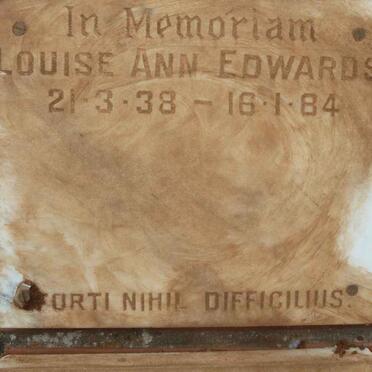 In Memoriam
LOUISE ANN EDWARDS
21·3·38 – 16·1·84
FORTI NIHIL DIFFICILIUS.